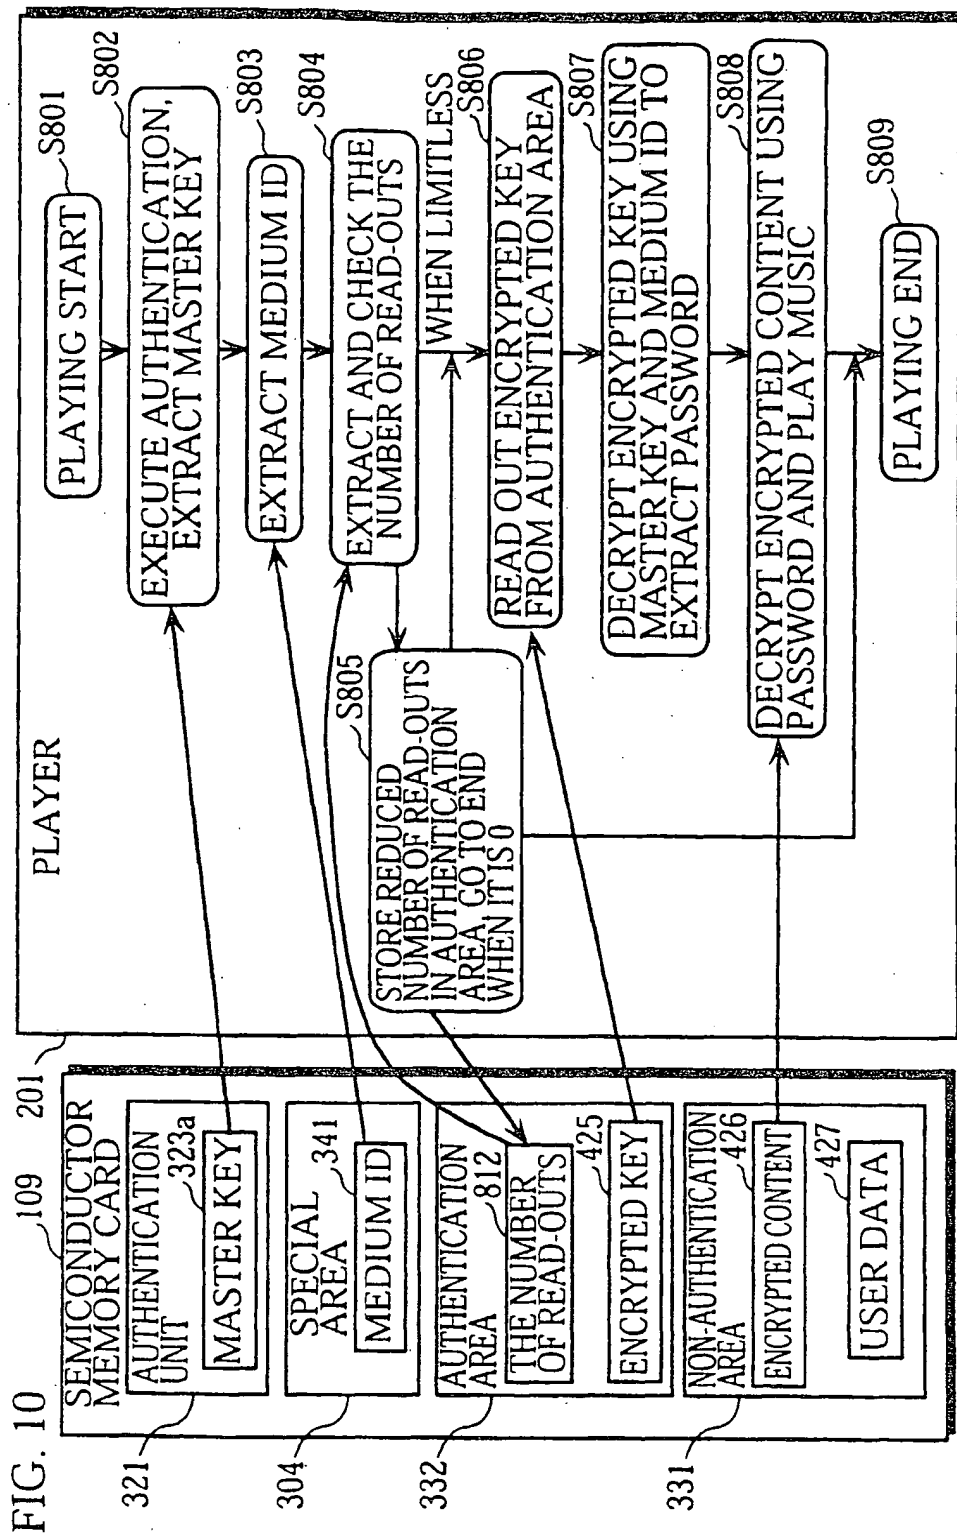 FIG. 10
109
201
SEMICONDUCTOR
MEMORY CARD
321
AUTHENTICATION
UNIT
323a
MASTER KEY
304
SPECIAL
AREA
341
MEDIUM ID
332
AUTHENTICATION
AREA
812
THE NUMBER
OF READ-OUTS
425
ENCRYPTED KEY
331
NON-AUTHENTICATION
AREA
426
ENCRYPTED CONTENT
427
USER DATA
PLAYER
S801
PLAYING START
S802
EXECUTE AUTHENTICATION,
EXTRACT MASTER KEY
S803
EXTRACT MEDIUM ID
S804
EXTRACT AND CHECK THE
NUMBER OF READ-OUTS
WHEN LIMITLESS
S805
STORE REDUCED
NUMBER OF READ-OUTS
IN AUTHENTICATION
AREA, GO TO END
WHEN IT IS 0
S806
READ OUT ENCRYPTED KEY
FROM AUTHENTICATION AREA
S807
DECRYPT ENCRYPTED KEY USING
MASTER KEY AND MEDIUM ID TO
EXTRACT PASSWORD
S808
DECRYPT ENCRYPTED CONTENT USING
PASSWORD AND PLAY MUSIC
S809
PLAYING END